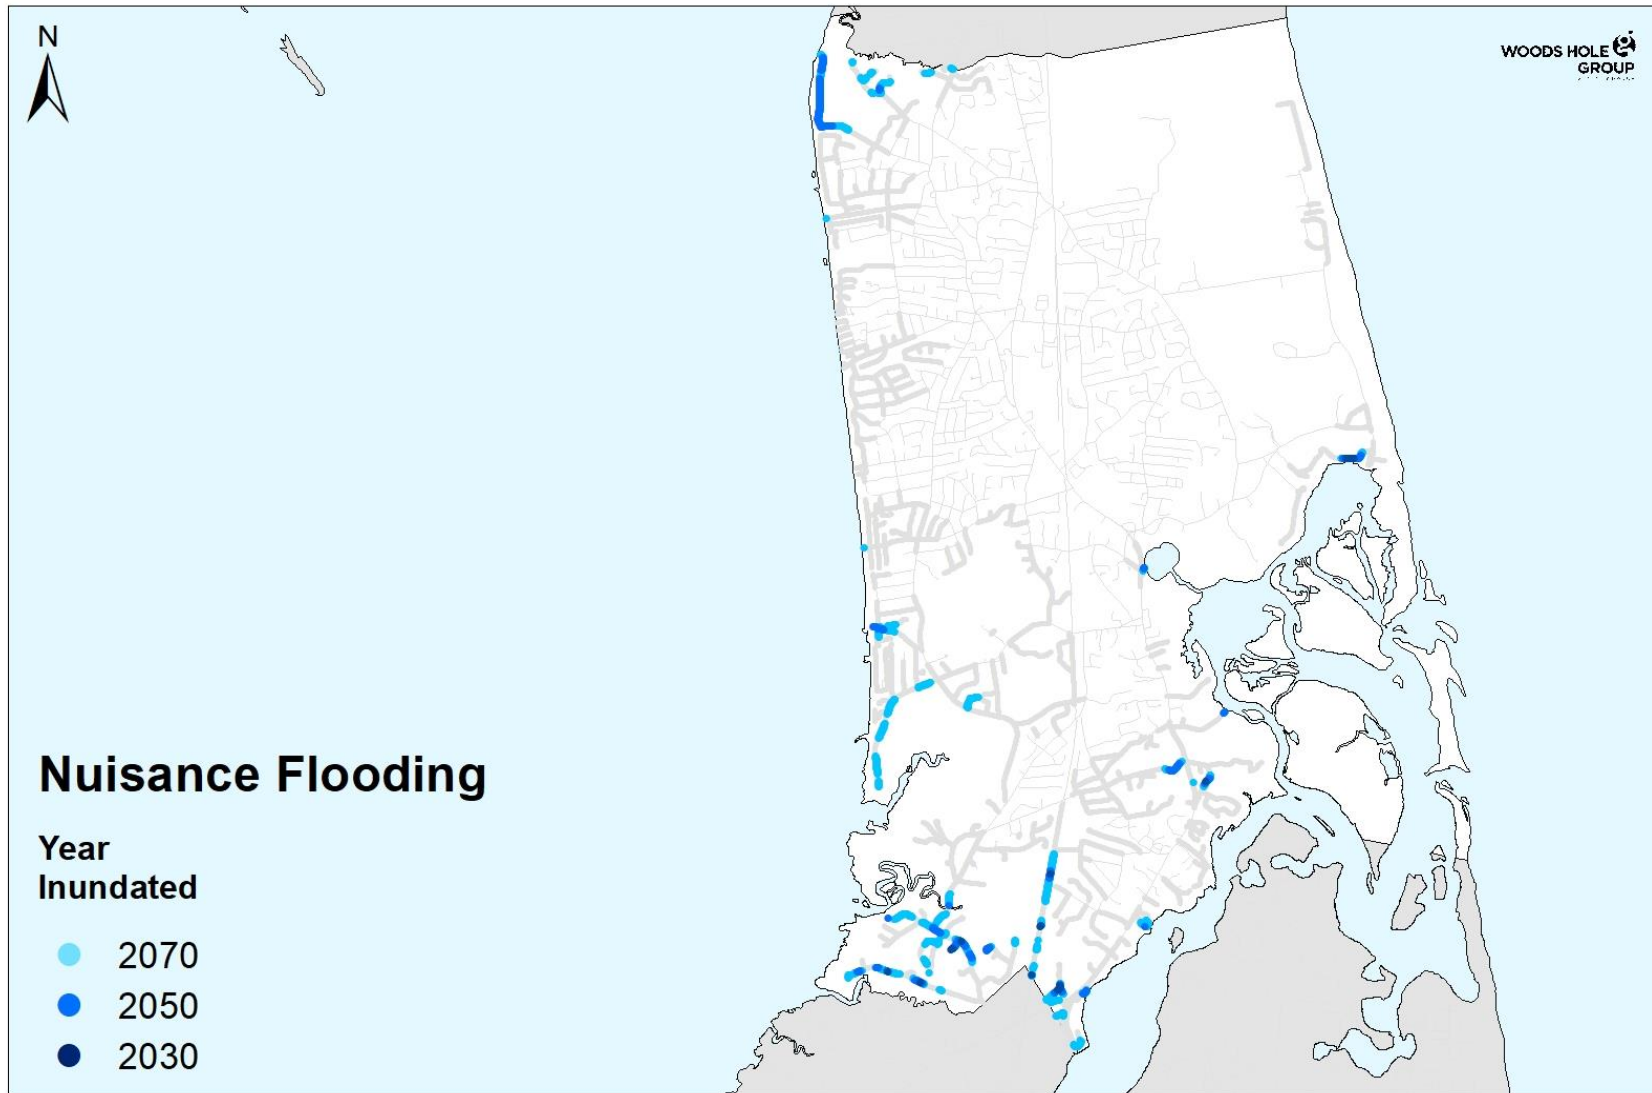 N
WOODS HOLE
GROUP
Nuisance Flooding
Year
Inundated
2070
2050
2030